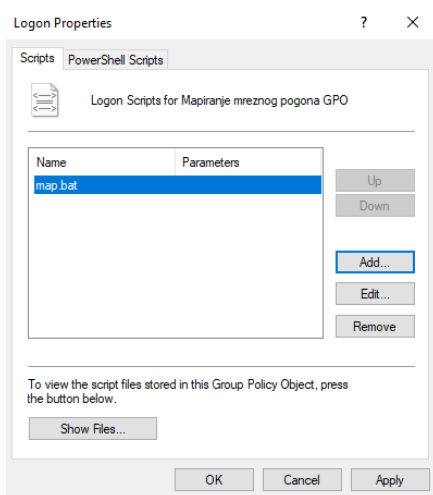 Logon Properties
?
Scripts
PowerShell Scripts
Logon Scripts for Mapiranje mreznog pogona GPO
Name
Parameters
map.bat
Up
Down
Add...
Edit...
Remove
To view the script files stored in this Group Policy Object, press
the button below.
Show Files...
OK
Cancel
Apply